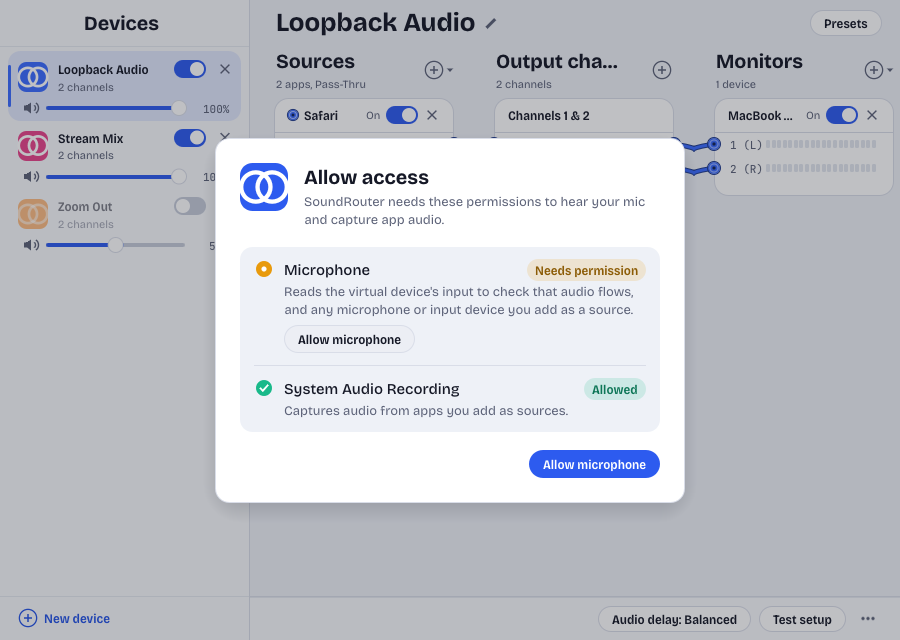 Devices
Loopback Audio
2 channels
100%
Stream Mix
2 channels
Zoom Out
2 channels
New device
Loopback Audio
Presets
Sources
2 apps, Pass-Thru
Safari
On
Output cha...
2 channels
Channels 1 & 2
Monitors
1 device
MacBook ...
On
1 (L)
2 (R)
Allow access
SoundRouter needs these permissions to hear your mic
and capture app audio.
Microphone
Needs permission
Reads the virtual device's input to check that audio flows,
and any microphone or input device you add as a source.
Allow microphone
System Audio Recording
Allowed
Captures audio from apps you add as sources.
Allow microphone
Audio delay: Balanced
Test setup